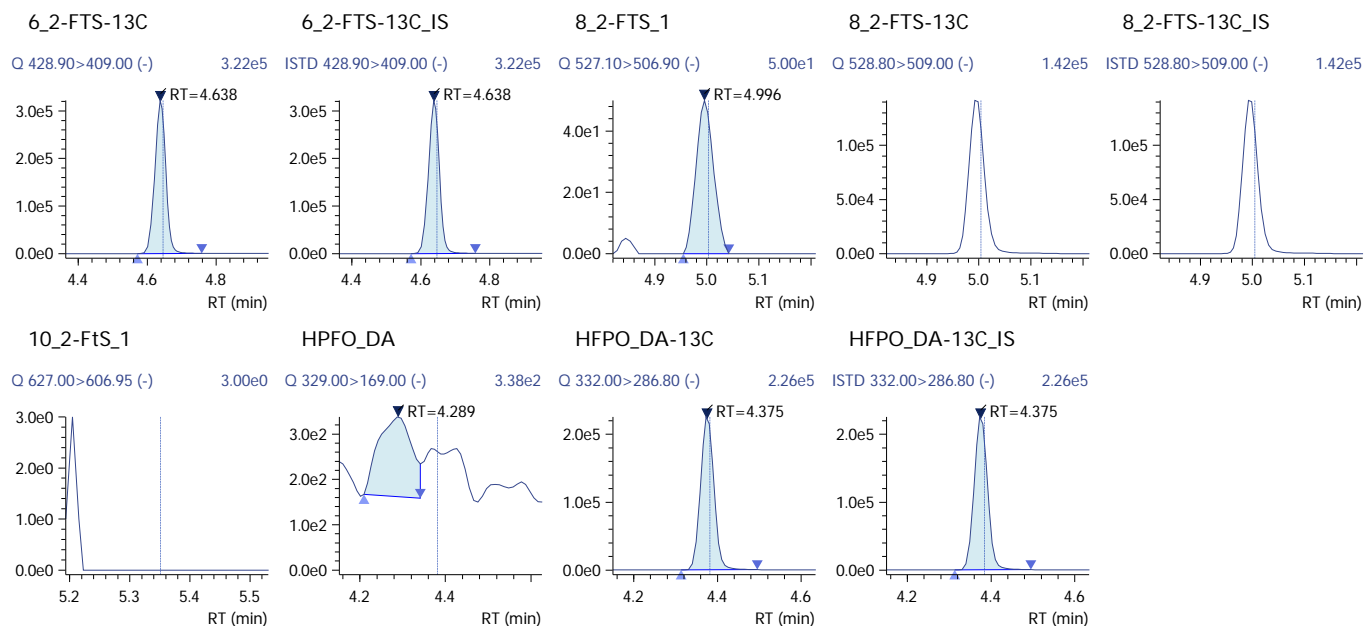 6_2-FTS-13C 6_2-FTS-13C_IS 8_2-FTS_1 8_2-FTS-13C 8_2-FTS-13C_IS
Q 428.90>409.00 (-) 3.22e5 ISTD 428.90>409.00 (-) 3.22e5 Q 527.10>506.90 (-) 5.00e1 Q 528.80>509.00 (-) 1.42e5 ISTD 528.80>509.00 (-) 1.42e5
RT=4.638 RT=4.638 RT=4.996
3.0e5 3.0e5 4.0e1 1.0e5 1.0e5
2.0e5 2.0e5 2.0e1 5.0e4 5.0e4
1.0e5 1.0e5
0.0e0 0.0e0 0.0e0 0.0e0 0.0e0
4.4 4.6 4.8 4.4 4.6 4.8 4.9 5.0 5.1 4.9 5.0 5.1 4.9 5.0 5.1
RT (min) RT (min) RT (min) RT (min) RT (min)
10_2-FtS_1 HPFO_DA HFPO_DA-13C HFPO_DA-13C_IS
Q 627.00>606.95 (-) 3.00e0 Q 329.00>169.00 (-) 3.38e2 Q 332.00>286.80 (-) 2.26e5 ISTD 332.00>286.80 (-) 2.26e5
RT=4.289 RT=4.375 RT=4.375
3.0e0 3.0e2 2.0e5 2.0e5
2.0e0 2.0e2 1.0e5 1.0e5
1.0e0 1.0e2
0.0e0 0.0e0 0.0e0 0.0e0
5.2 5.3 5.4 5.5 4.2 4.4 4.2 4.4 4.6 4.2 4.4 4.6
RT (min) RT (min) RT (min) RT (min)